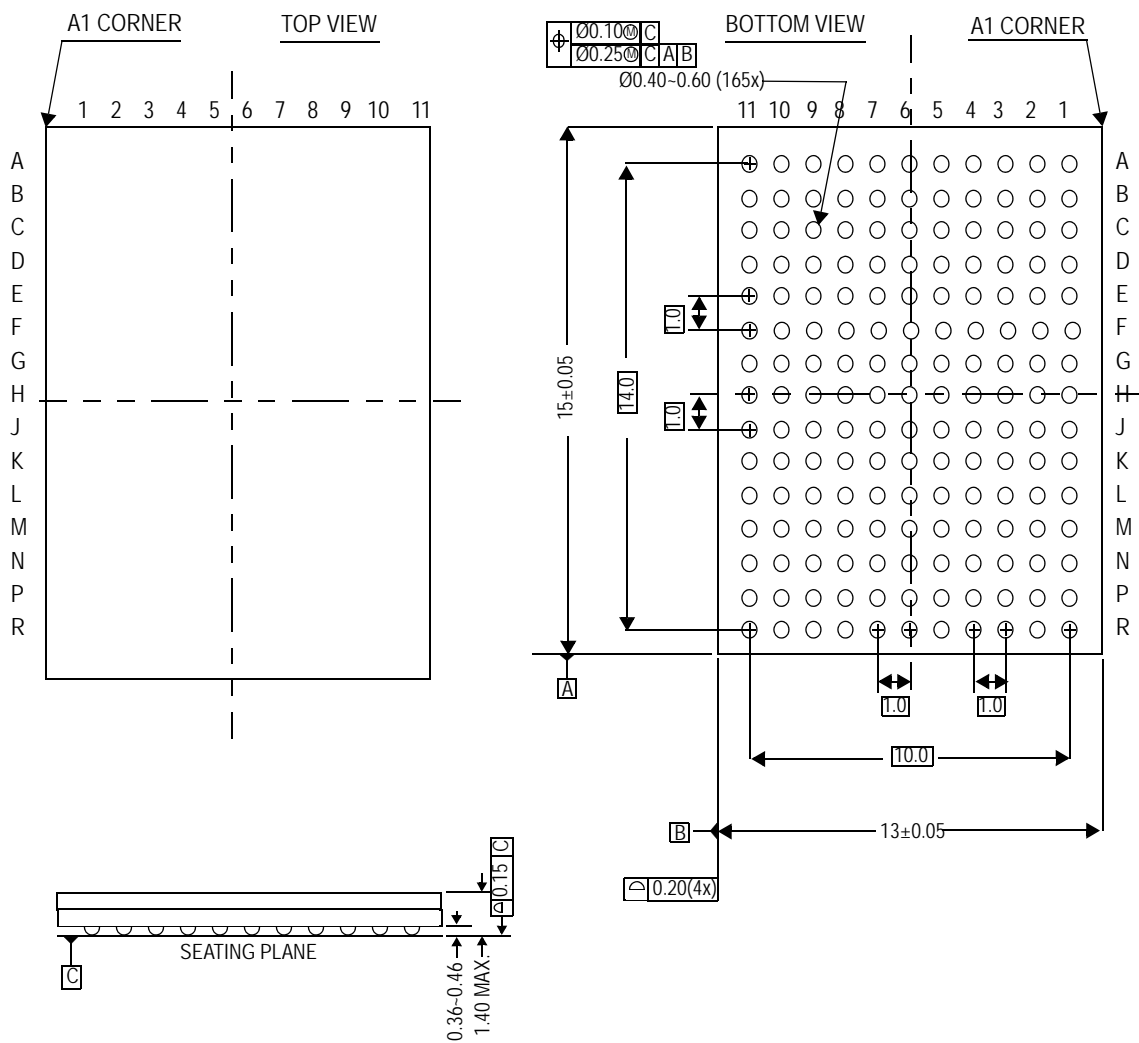 A1 CORNER
TOP VIEW
1 2 3 4 5 6 7 8 9 10 11
A
B
C
D
E
F
G
H
J
K
L
M
N
P
R
Ø0.10Ⓜ C
Ø0.25Ⓜ C A B
BOTTOM VIEW
A1 CORNER
Ø0.40~0.60 (165x)
11 10 9 8 7 6 5 4 3 2 1
A
B
C
D
E
F
G
H
J
K
L
M
N
P
R
1.0
1.0
15±0.05
14.0
A
1.0
1.0
10.0
B
13±0.05
0.20(4x)
0.15 C
SEATING PLANE
C
0.36~0.46
1.40 MAX.